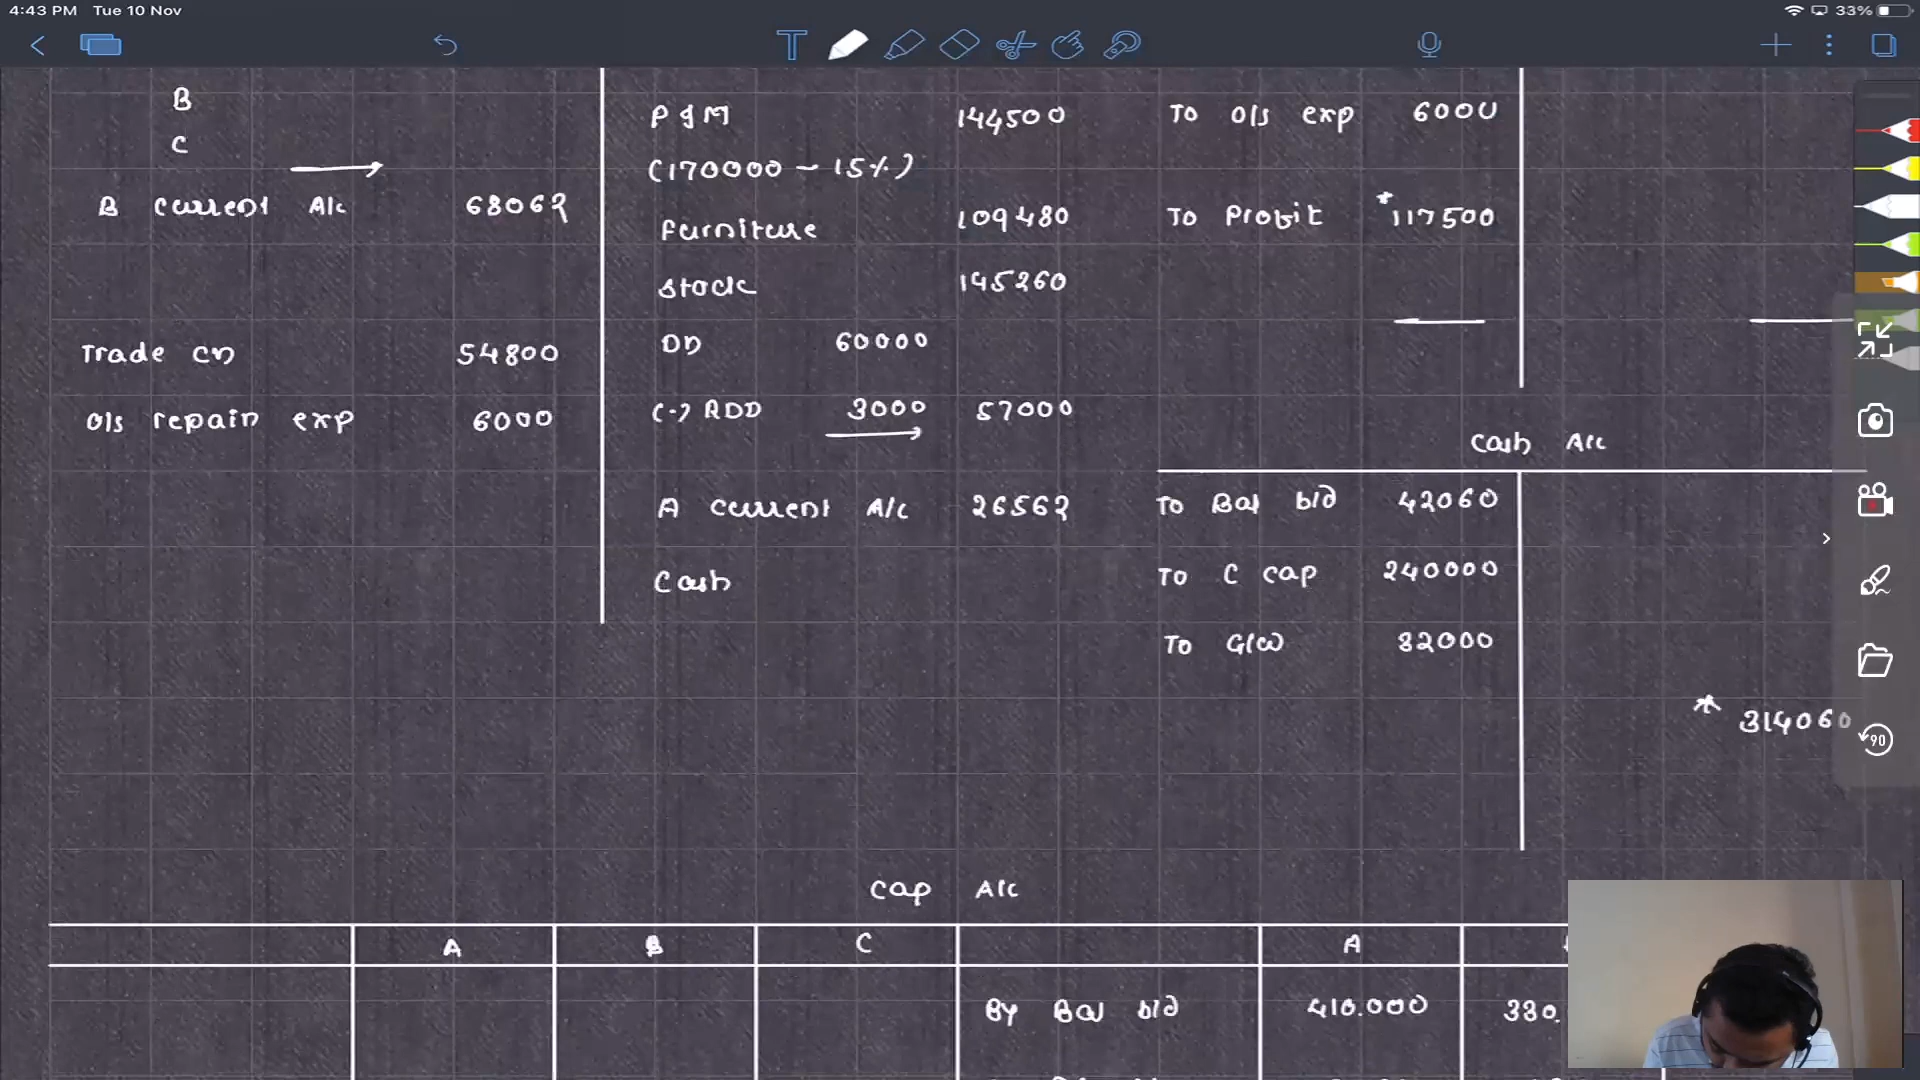 4:43 PM Tue 10 Nov
33%
B
C
B current A/c 68062
Trade cn 54800
O/s repain exp 6000
P & M 144500
(170000 - 15%)
Furniture 109480
Stock 145260
DD 60000
(-) RDD 3000 57000
A current A/c 26562
Cash
To O/s exp 6000
To Profit *117500
Cash A/c
To Bal b/d 42060
To C cap 240000
To G/w 32000
* 314060
90
Cap A/c
A B C A
By Bal b/d 410.000 330.